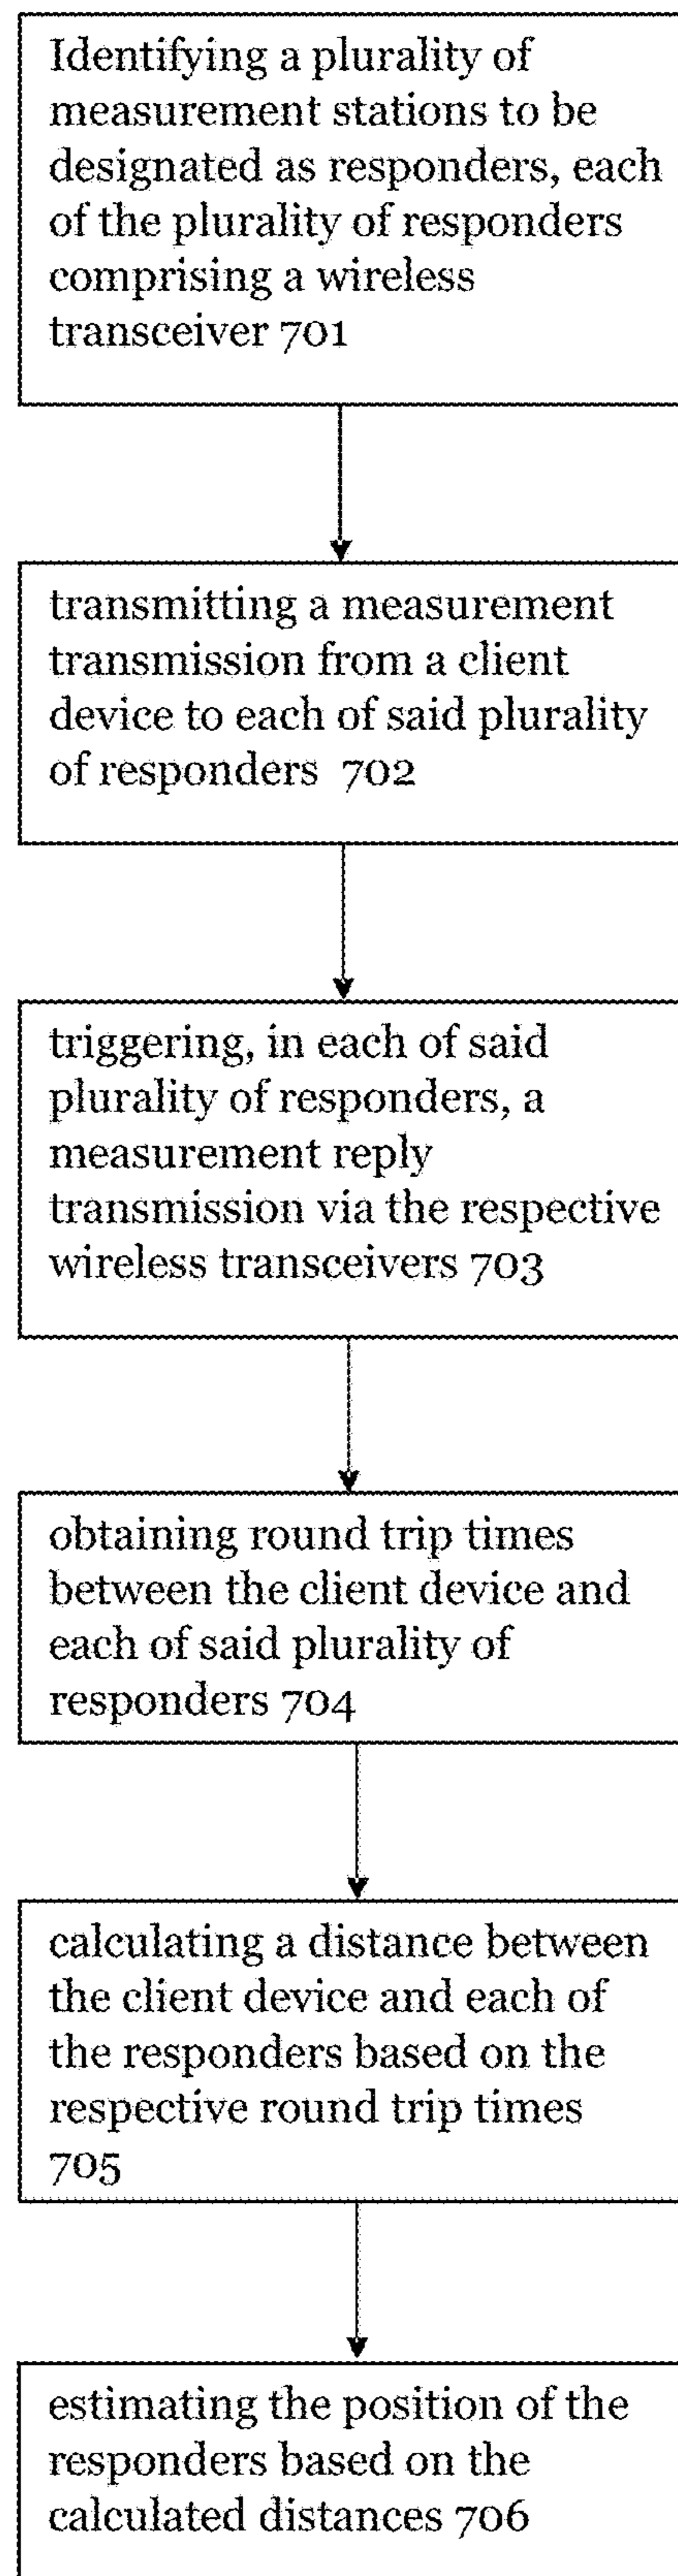 Identifying a plurality of
measurement stations to be
designated as responders, each
of the plurality of responders
comprising a wireless
transceiver 701
transmitting a measurement
transmission from a client
device to each of said plurality
of responders 702
triggering, in each of said
plurality of responders, a
measurement reply
transmission via the respective
wireless transceivers 703
obtaining round trip times
between the client device and
each of said plurality of
responders 704
calculating a distance between
the client device and each of
the responders based on the
respective round trip times
705
estimating the position of the
responders based on the
calculated distances 706